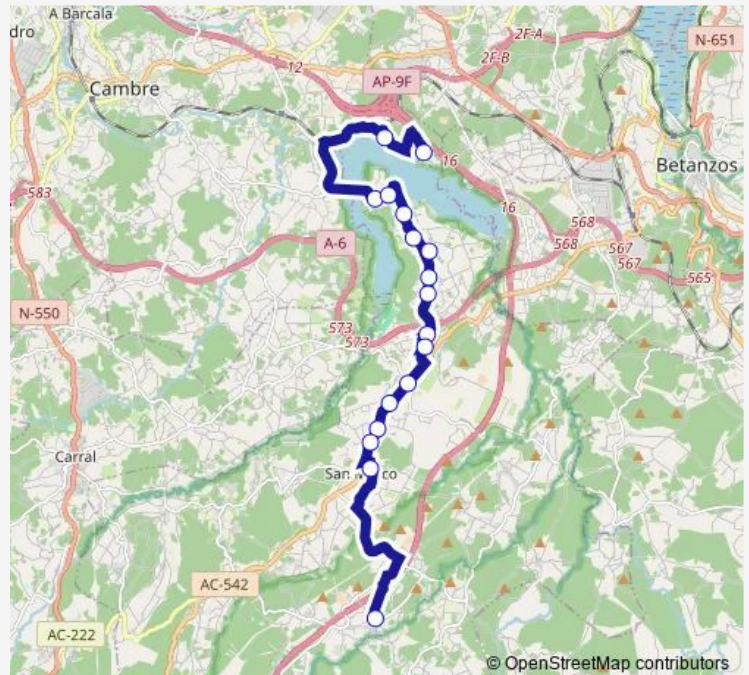 A Barcala
dro
2F-A
N-651
2F-B
12
AP-9F
Cambre
16
Betanzos
583
16
568
A-6
568
567
567
565
N-550
573
573
Carral
AC-542
AC-222
© OpenStreetMap contributors